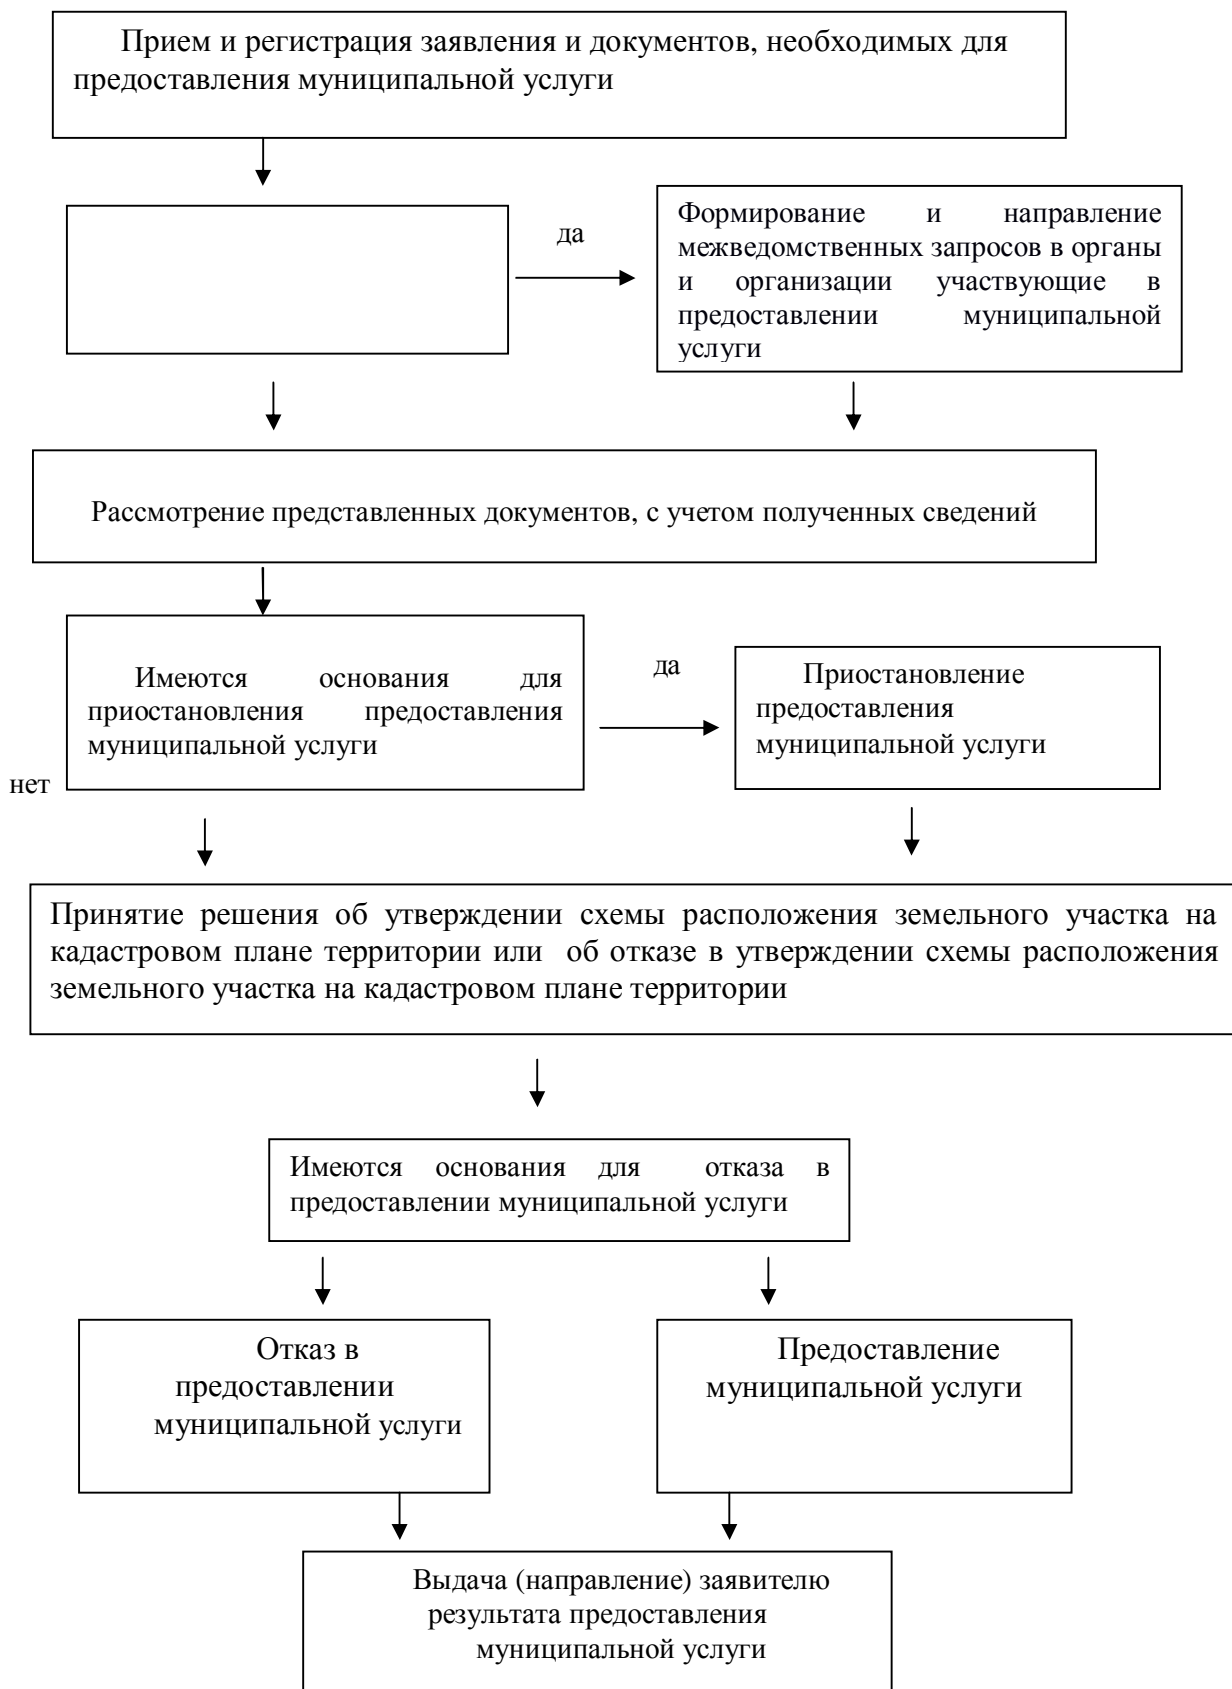 Прием и регистрация заявления и документов, необходимых для
предоставления муниципальной услуги
да
Формирование и направление
межведомственных запросов в органы
и организации участвующие в
предоставлении муниципальной
услуги
Рассмотрение представленных документов, с учетом полученных сведений
Имеются основания для
приостановления предоставления
муниципальной услуги
да
Приостановление
предоставления
муниципальной услуги
нет
Принятие решения об утверждении схемы расположения земельного участка на
кадастровом плане территории или об отказе в утверждении схемы расположения
земельного участка на кадастровом плане территории
Имеются основания для отказа в
предоставлении муниципальной услуги
Отказ в
предоставлении
муниципальной услуги
Предоставление
муниципальной услуги
Выдача (направление) заявителю
результата предоставления
муниципальной услуги